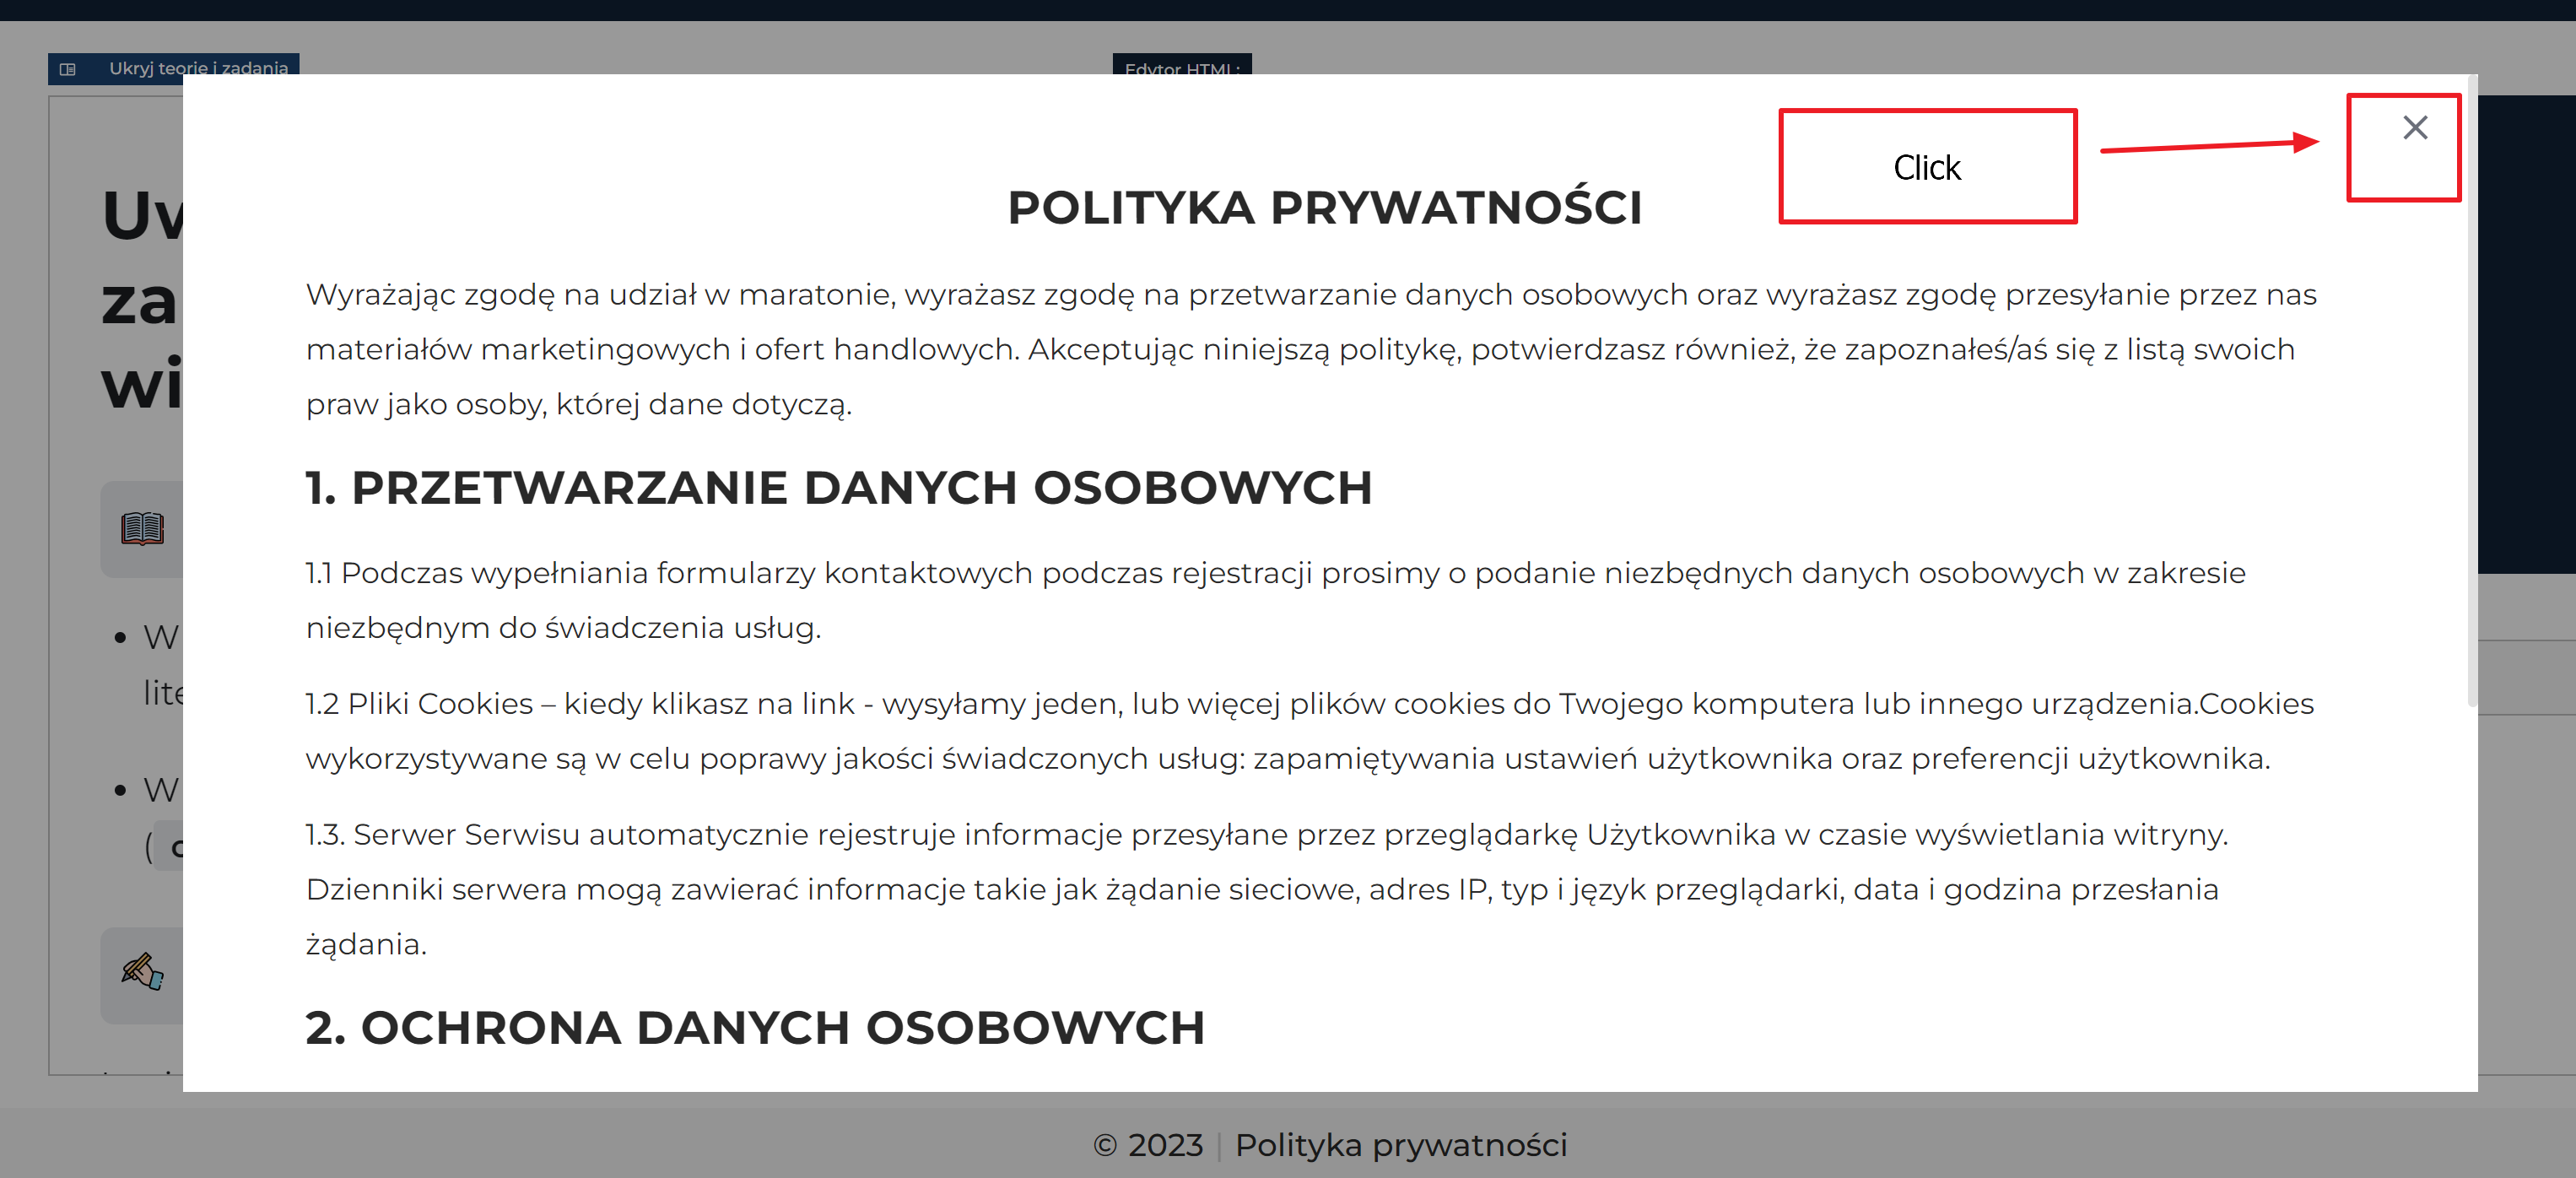 Ukryj teorię i zadania
Edytor HTML:
Click
POLITYKA PRYWATNOŚCI
Wyrażając zgodę na udział w maratonie, wyrażasz zgodę na przetwarzanie danych osobowych oraz wyrażasz zgodę przesyłanie przez nas
materiałów marketingowych i ofert handlowych. Akceptując niniejszą politykę, potwierdzasz również, że zapoznałeś/aś się z listą swoich
praw jako osoby, której dane dotyczą.
1. PRZETWARZANIE DANYCH OSOBOWYCH
1.1 Podczas wypełniania formularzy kontaktowych podczas rejestracji prosimy o podanie niezbędnych danych osobowych w zakresie
niezbędnym do świadczenia usług.
1.2 Pliki Cookies – kiedy klikasz na link - wysyłamy jeden, lub więcej plików cookies do Twojego komputera lub innego urządzenia.Cookies
wykorzystywane są w celu poprawy jakości świadczonych usług: zapamiętywania ustawień użytkownika oraz preferencji użytkownika.
1.3. Serwer Serwisu automatycznie rejestruje informacje przesyłane przez przeglądarkę Użytkownika w czasie wyświetlania witryny.
Dzienniki serwera mogą zawierać informacje takie jak żądanie sieciowe, adres IP, typ i język przeglądarki, data i godzina przesłania
żądania.
2. OCHRONA DANYCH OSOBOWYCH
© 2023 | Polityka prywatności